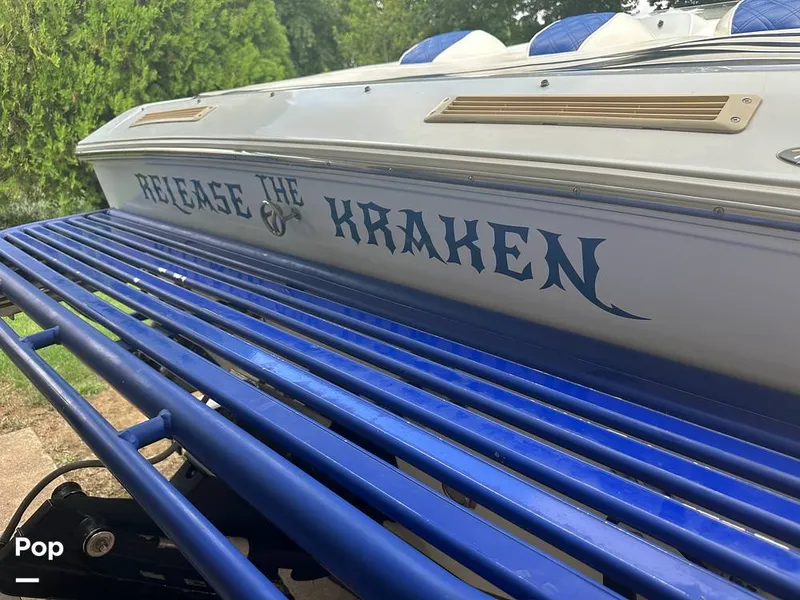 RELEASE THE
KRAKEN
Pop